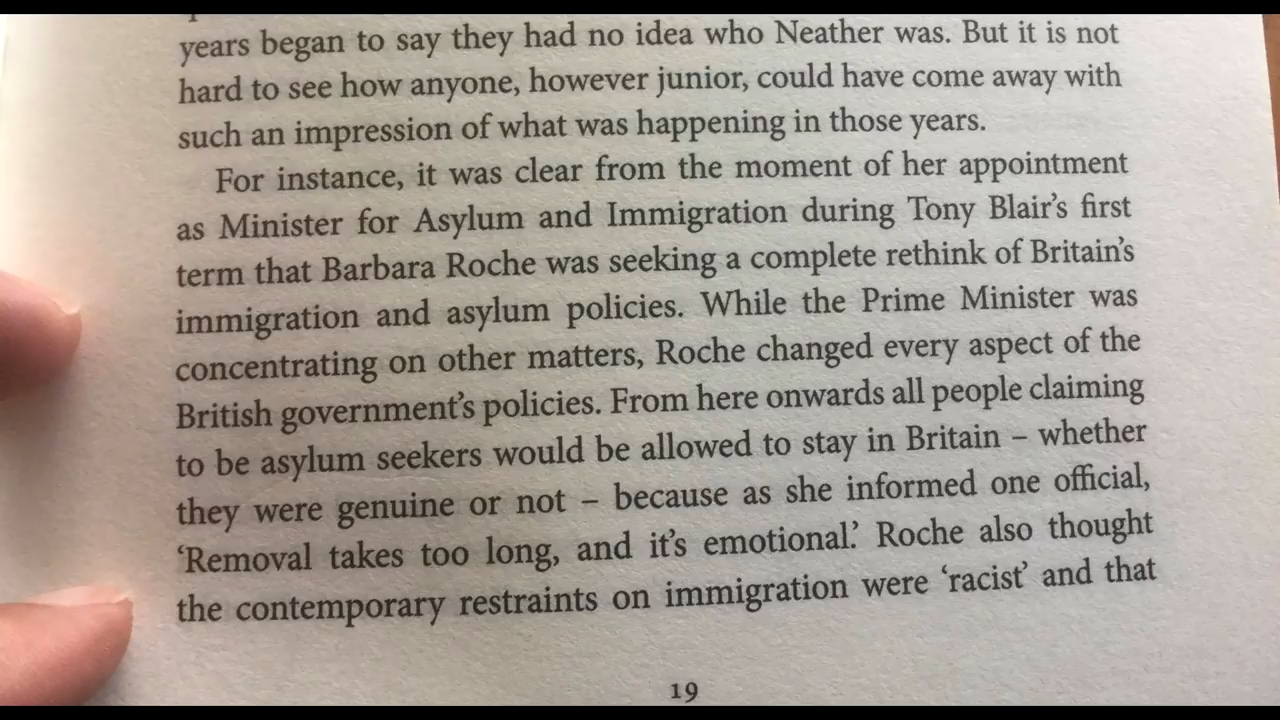 years began to say they had no idea who Neather was. But it is not
hard to see how anyone, however junior, could have come away with
such an impression of what was happening in those years.
For instance, it was clear from the moment of her appointment
as Minister for Asylum and Immigration during Tony Blair’s first
term that Barbara Roche was seeking a complete rethink of Britain’s
immigration and asylum policies. While the Prime Minister was
concentrating on other matters, Roche changed every aspect of the
British government’s policies. From here onwards all people claiming
to be asylum seekers would be allowed to stay in Britain – whether
they were genuine or not – because as she informed one official,
‘Removal takes too long, and it’s emotional.’ Roche also thought
the contemporary restraints on immigration were ‘racist’ and that
19